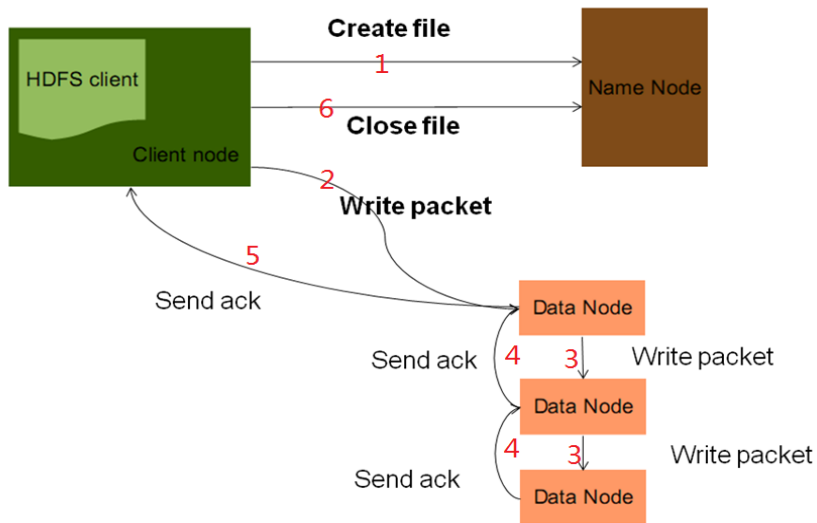 Create file
1
HDFS client
Name Node
6
Close file
Client node
2
Write packet
5
Send ack
Data Node
Send ack
4
3
Write packet
Data Node
4
3
Write packet
Send ack
Data Node